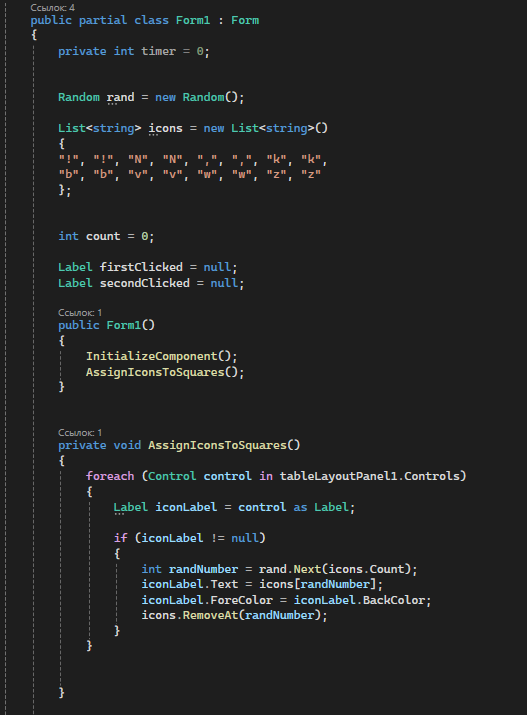 Ссылок: 4
public partial class Form1 : Form
{
private int timer = 0;
Random rand = new Random();
List<string> icons = new List<string>()
{
"!", "!", "N", "N", ",", ",", "k", "k",
"b", "b", "v", "v", "w", "w", "z", "z"
};
int count = 0;
Label firstClicked = null;
Label secondClicked = null;
Ссылок: 1
public Form1()
{
InitializeComponent();
AssignIconsToSquares();
}
Ссылок: 1
private void AssignIconsToSquares()
{
foreach (Control control in tableLayoutPanel1.Controls)
{
Label iconLabel = control as Label;
if (iconLabel != null)
{
int randNumber = rand.Next(icons.Count);
iconLabel.Text = icons[randNumber];
iconLabel.ForeColor = iconLabel.BackColor;
icons.RemoveAt(randNumber);
}
}
}